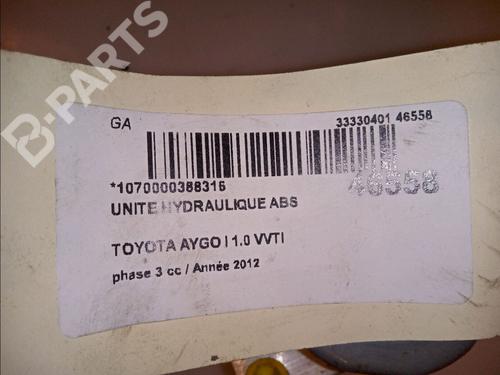 B-PARTS
GA
33330401 46558
*1070000388316
46558
UNITE HYDRAULIQUE ABS
TOYOTA AYGO I 1.0 VVTI
phase 3 cc / Année 2012